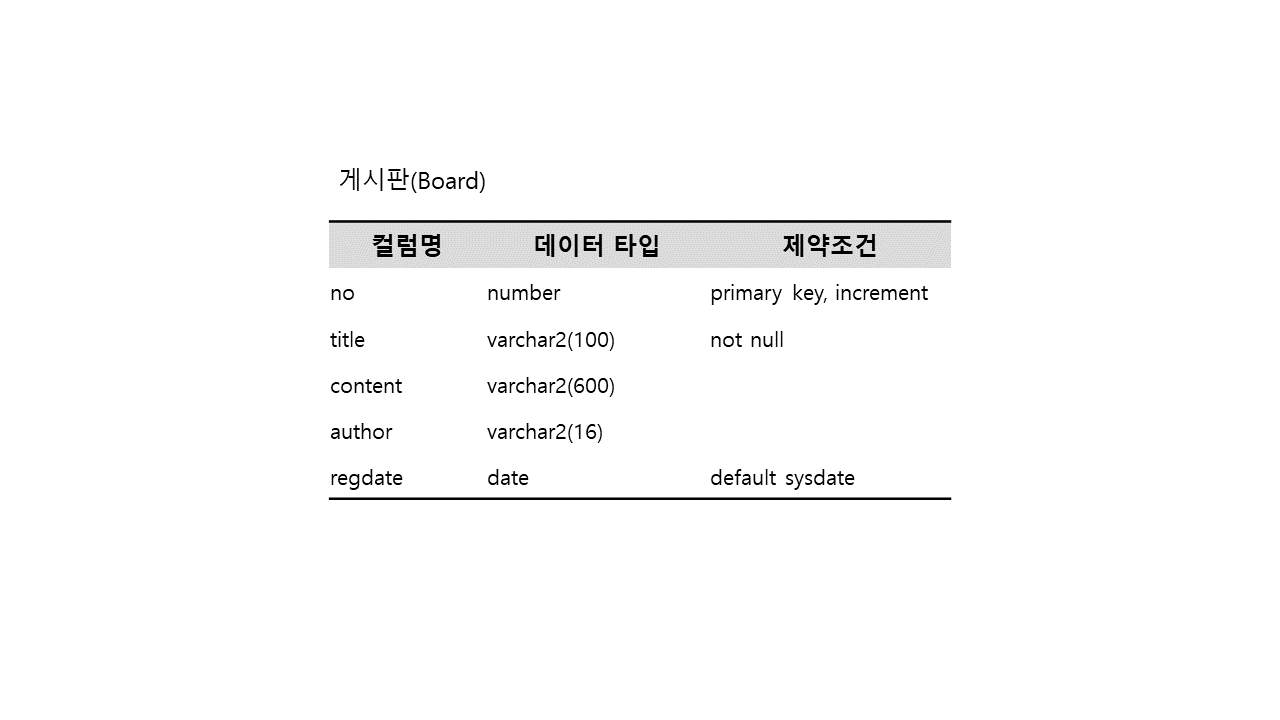 게시판(Board)
컬럼명 데이터 타입 제약조건
no number primary key, increment
title varchar2(100) not null
content varchar2(600)
author varchar2(16)
regdate date default sysdate